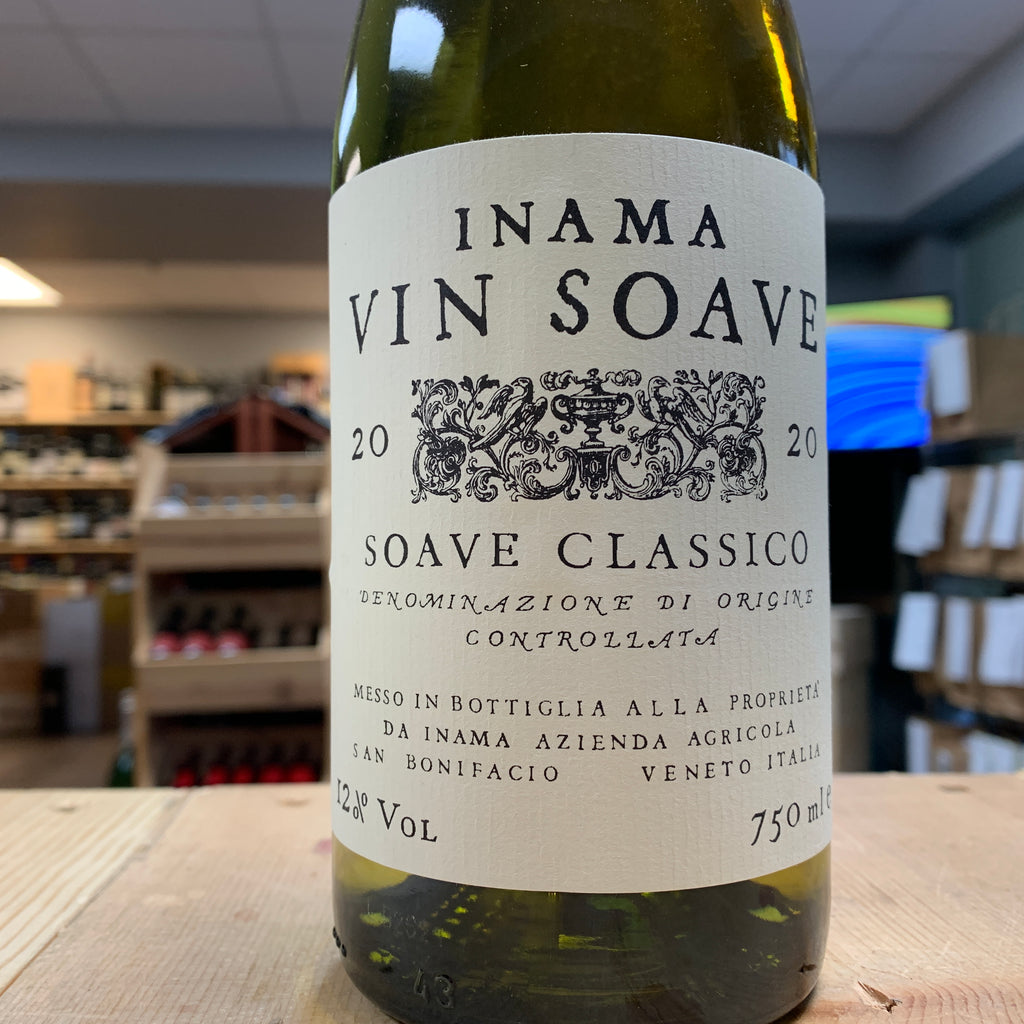 INAMA
VIN SOAVE
20 20
SOAVE CLASSICO
DENOMINAZIONE DI ORIGINE
CONTROLLATA
MESSO IN BOTTIGLIA ALLA PROPRIETA'
DA INAMA AZIENDA AGRICOLA
SAN BONIFACIO VENETO ITALIA
12% VOL 750 ml e
43